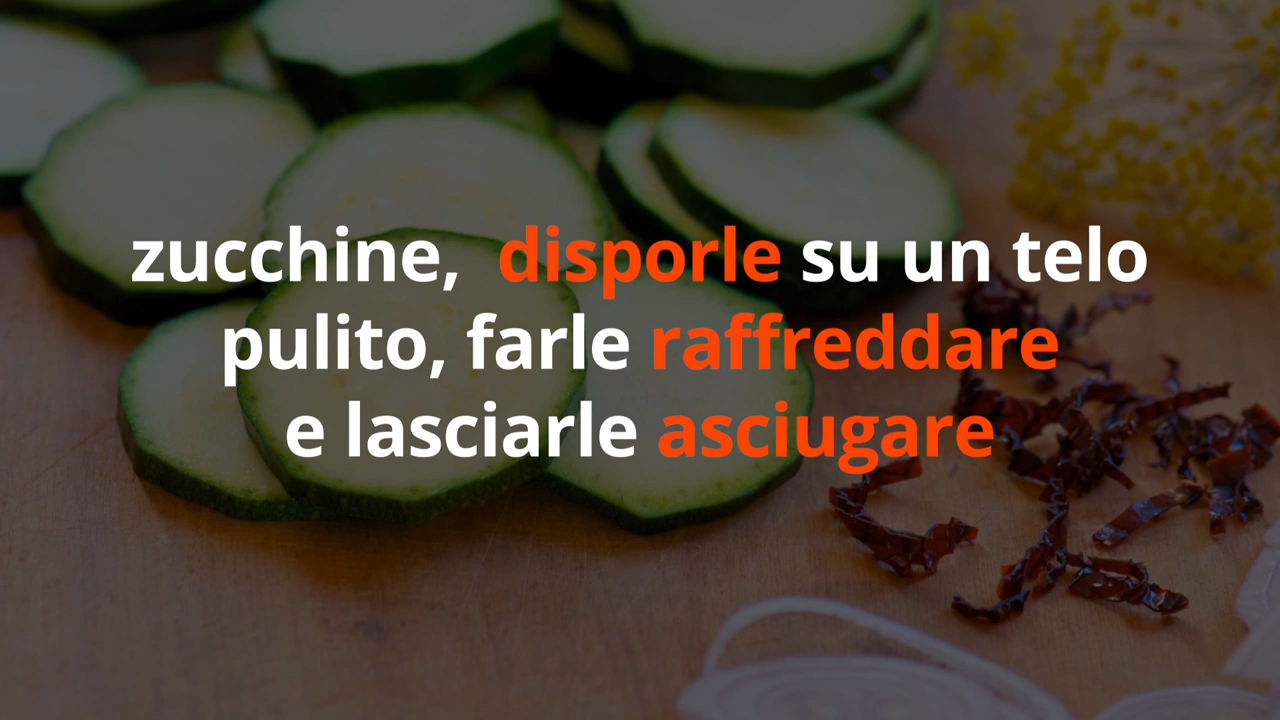 zucchine, disporle su un telo
pulito, farle raffreddare
e lasciarle asciugare